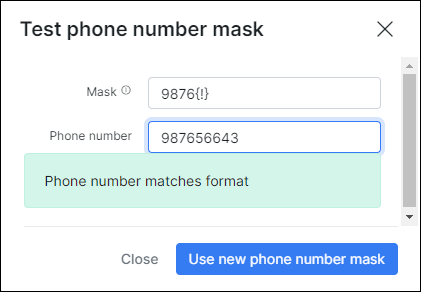 Test phone number mask
Mask
9876{!}
Phone number
987656643
Phone number matches format
Close
Use new phone number mask